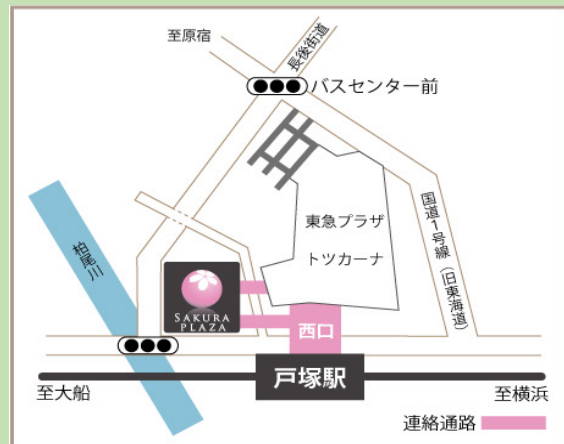 至原宿
長後街道
バスセンター前
国道1号線(旧東海道)
東急プラザ
トツカーナ
柏尾川
SAKURA
PLAZA
西口
戸塚駅
至大船
至横浜
連絡通路